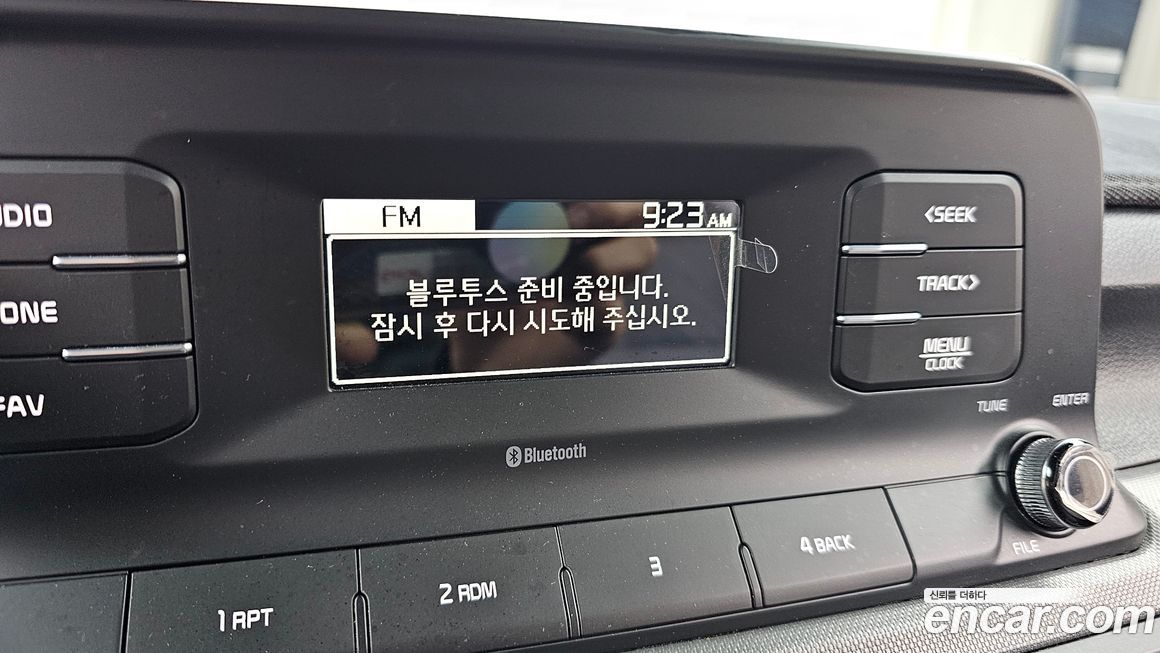 FM
9:23 AM
블루투스 준비 중입니다.
잠시 후 다시 시도해 주십시오.
UDIO
ONE
FAV
<SEEK
TRACK>
MENU
CLOCK
TUNE
ENTER
Bluetooth
1 RPT
2 RDM
3
4 BACK
FILE
신뢰를 더하다
encar.com